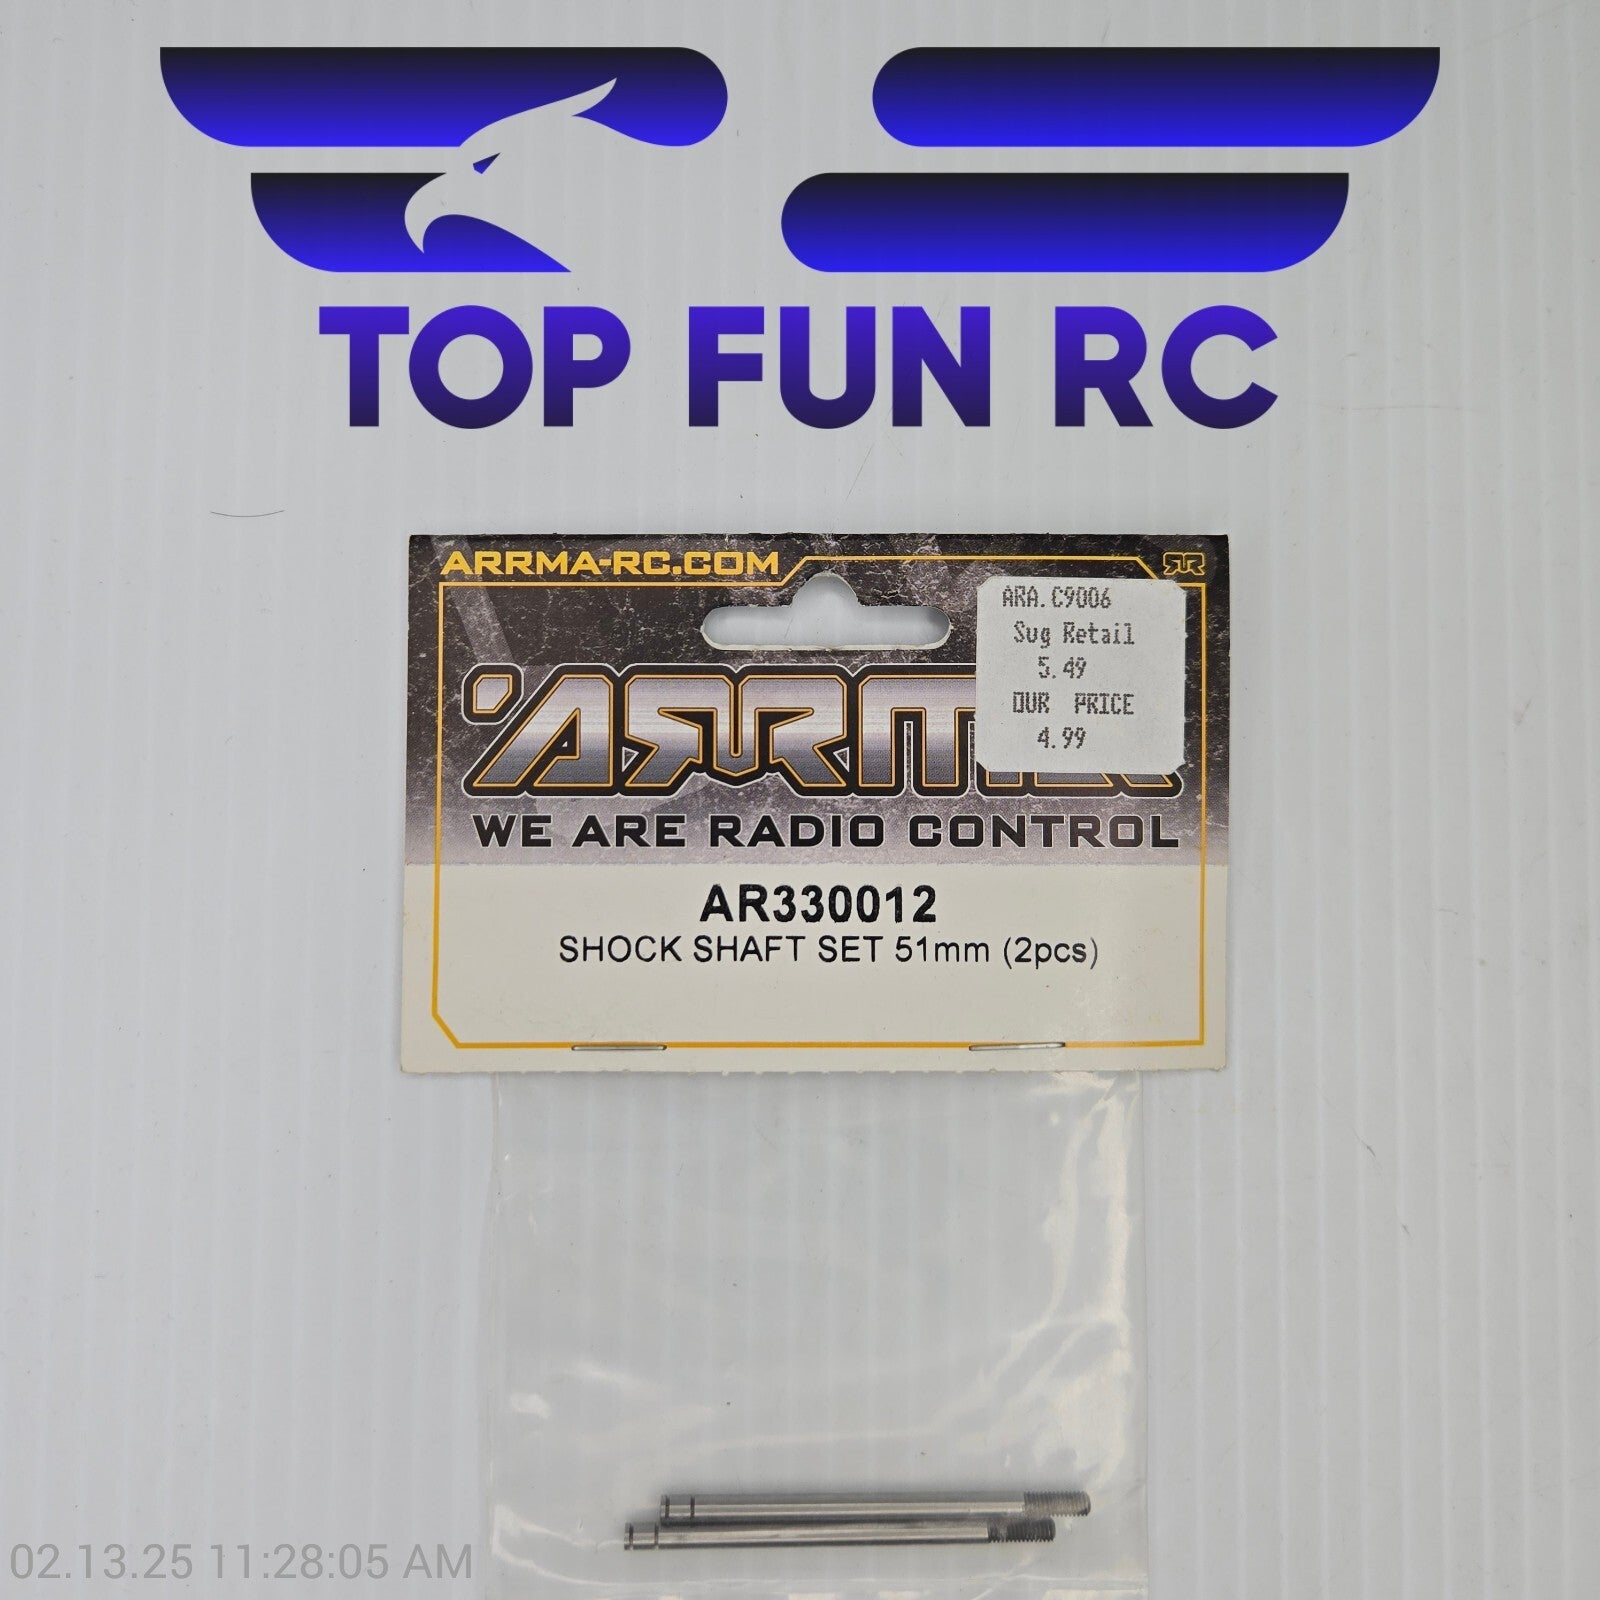 TOP FUN RC
ARRMA-RC.COM
ARA.C9006
Sug Retail
5.49
OUR PRICE
4.99
ARRMA
WE ARE RADIO CONTROL
AR330012
SHOCK SHAFT SET 51mm (2pcs)
02.13.25 11:28:05 AM